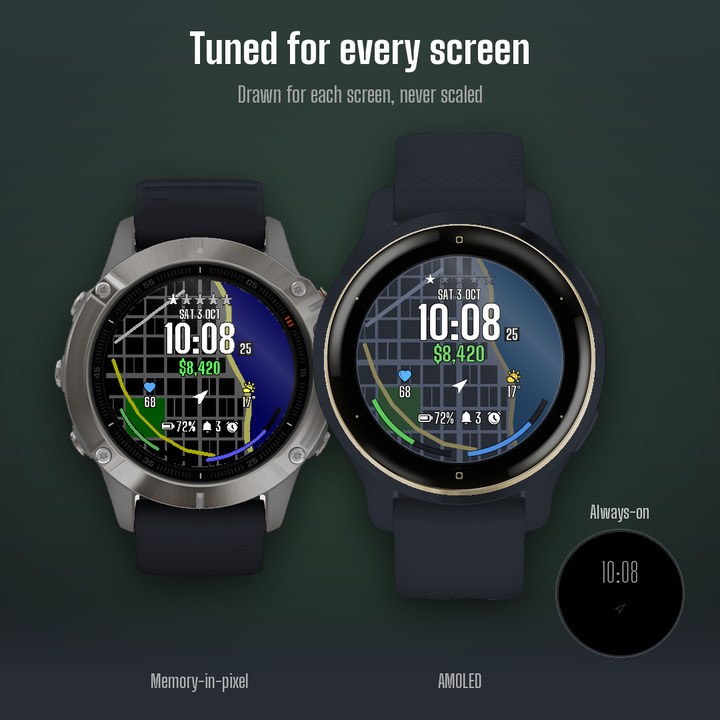 Tuned for every screen
Drawn for each screen, never scaled
SAT 3 OCT
10:08 25
$8,420
68
17°
72% 3
SAT 3 OCT
10:08 25
$8,420
68
17°
72% 3
Always-on
10:08
Memory-in-pixel
AMOLED